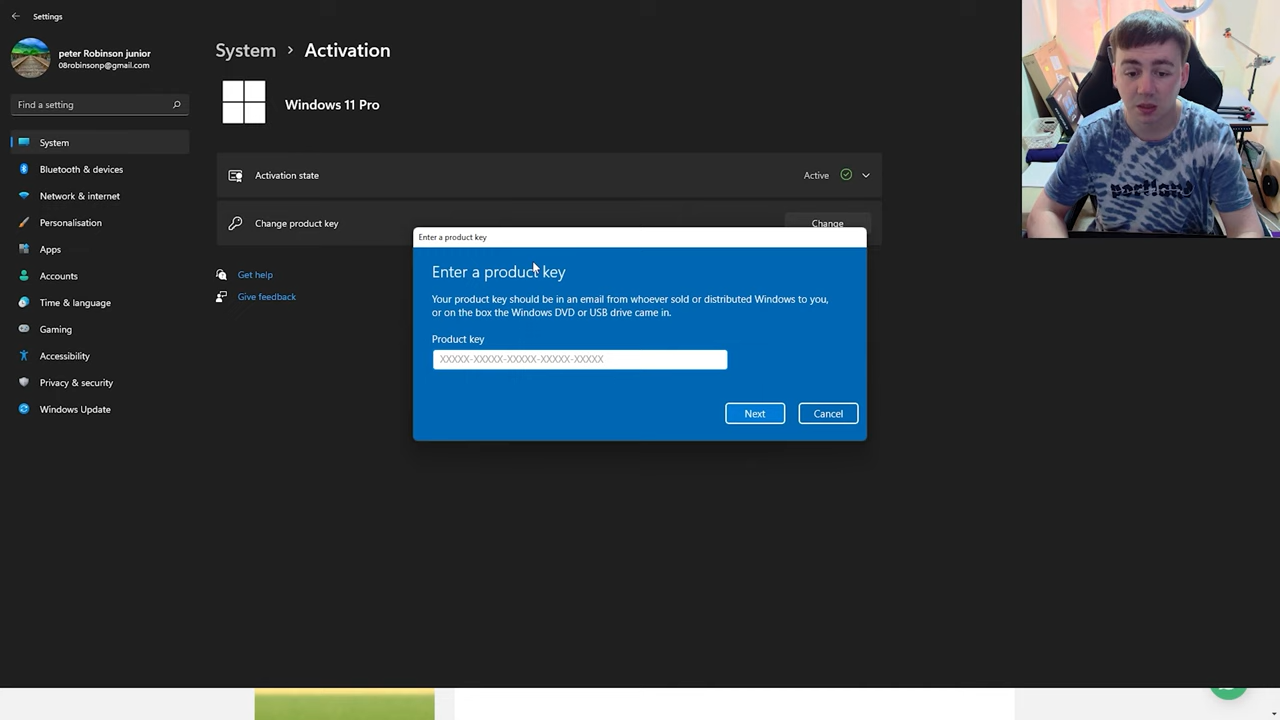 Settings
peter Robinson junior
08robinsonp@gmail.com
Find a setting
System
Bluetooth & devices
Network & internet
Personalisation
Apps
Accounts
Time & language
Gaming
Accessibility
Privacy & security
Windows Update
System > Activation
Windows 11 Pro
Activation state
Active
Change product key
Change
Get help
Give feedback
Enter a product key
Enter a product key
Your product key should be in an email from whoever sold or distributed Windows to you,
or on the box the Windows DVD or USB drive came in.
Product key
XXXXX-XXXXX-XXXXX-XXXXX-XXXXX
Next
Cancel